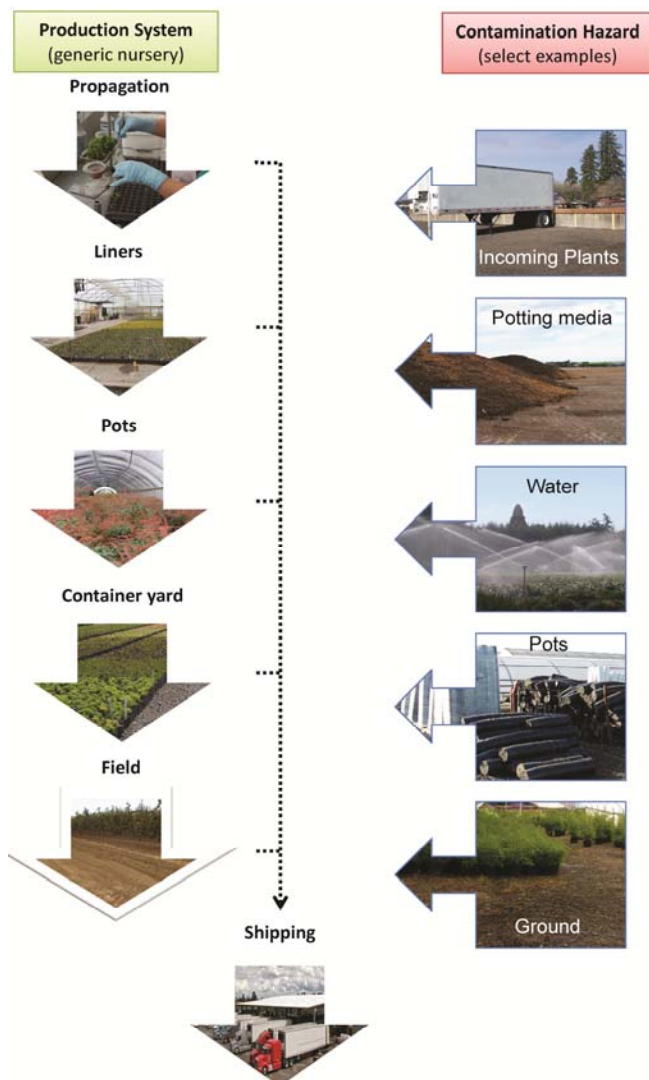 Production System
(generic nursery)
Contamination Hazard
(select examples)
Propagation
Incoming Plants
Liners
Potting media
Pots
Water
Container yard
Pots
Field
Ground
Shipping